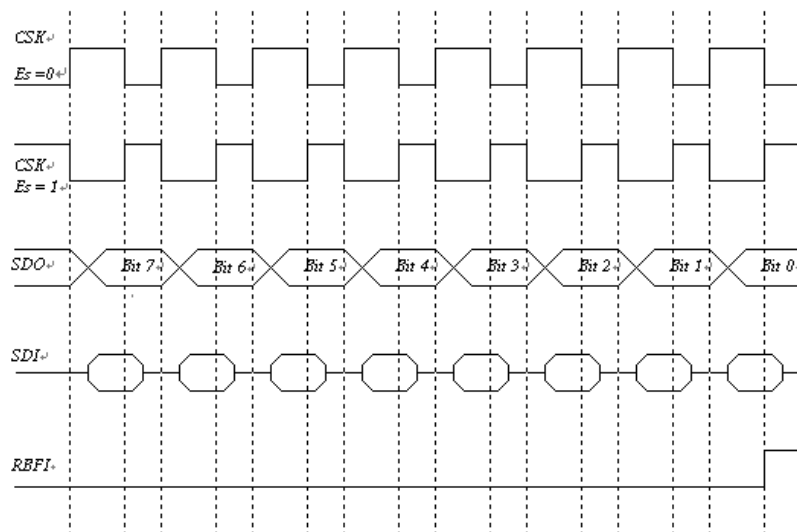 CSK↵
Es =0↵
CSK↵
Es = 1↵
SDO↵ Bit 7↵ Bit 6↵ Bit 5↵ Bit 4↵ Bit 3↵ Bit 2↵ Bit 1↵ Bit 0↵
SDI↵
RBFI↵